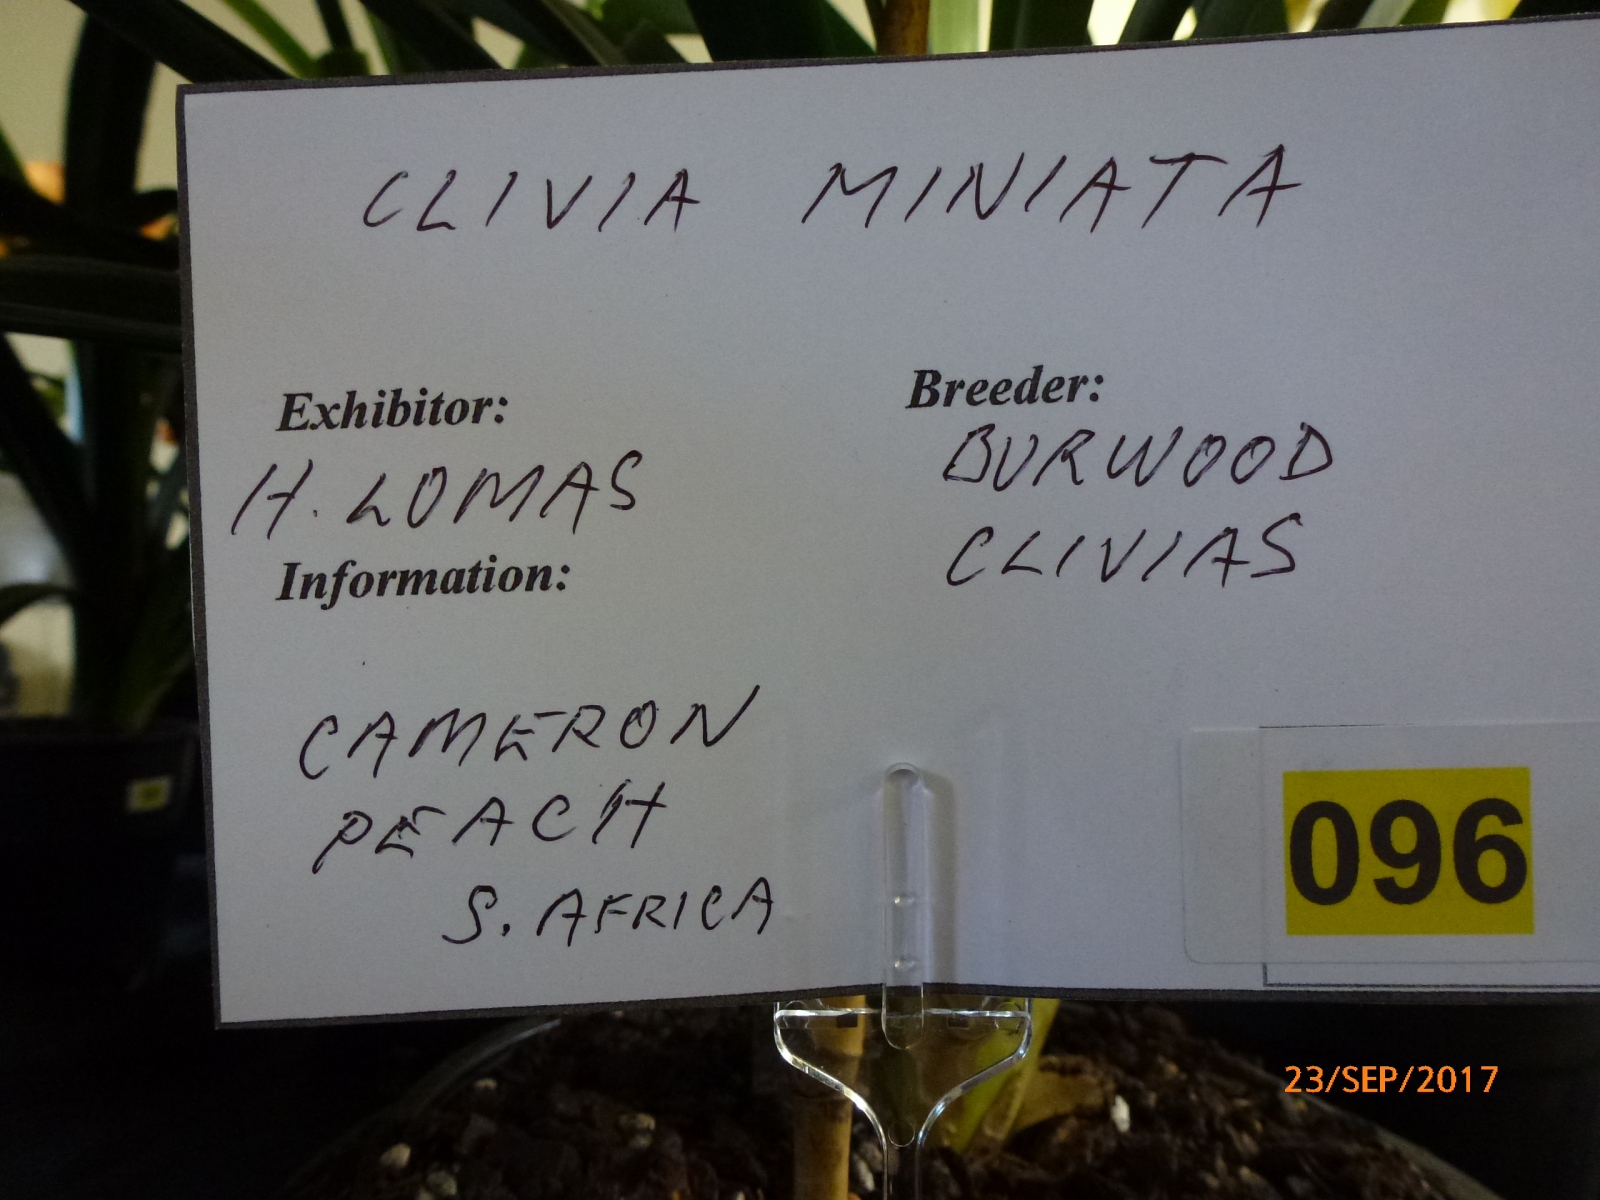 CLIVIA MINIATA
Exhibitor:
H. LOMAS
Breeder:
BURWOOD
CLIVIAS
Information:
CAMERON
PEACH
S. AFRICA
096
23/SEP/2017